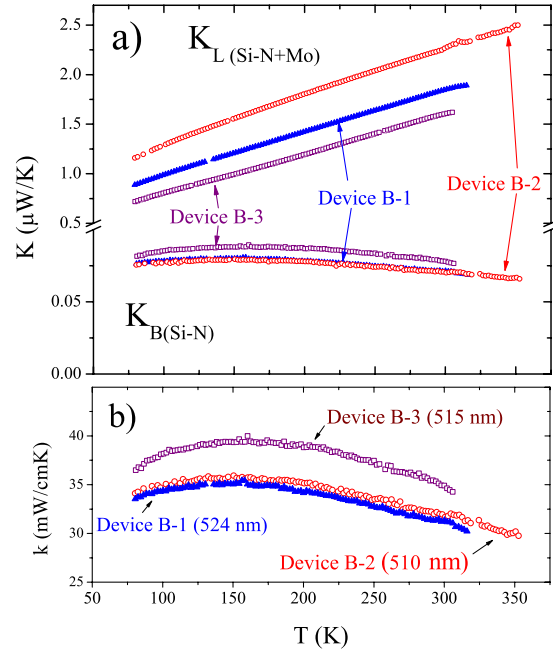 a)
K_L (Si-N+Mo)
2.5
2.0
1.5
1.0
0.5
0.05
0.00
K (μW/K)
Device B-2
Device B-1
Device B-3
K_B(Si-N)
b)
Device B-3 (515 nm)
40
35
30
25
k (mW/cmK)
Device B-1 (524 nm)
Device B-2 (510 nm)
50 100 150 200 250 300 350
T (K)